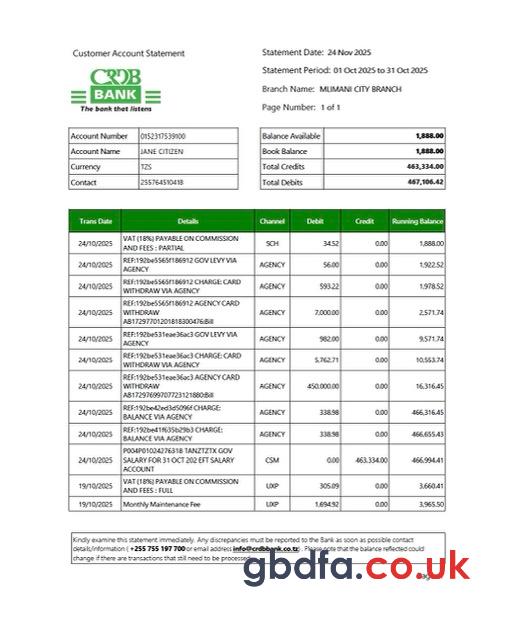 Customer Account Statement
Statement Date: 24 Nov 2025
Statement Period: 01 Oct 2025 to 31 Oct 2025
Branch Name: MLIMANI CITY BRANCH
Page Number: 1 of 1
CRDB
BANK
The bank that listens
Account Number 0152317539100
Account Name JANE CITIZEN
Currency TZS
Contact 255764510418
Balance Available 1,888.00
Book Balance 1,888.00
Total Credits 463,334.00
Total Debits 467,106.42
Trans Date Details Channel Debit Credit Running Balance
24/10/2025 VAT (18%) PAYABLE ON COMMISSION SCH 34.52 0.00 1,888.00
AND FEES : PARTIAL
24/10/2025 REF:192be5565f186912 GOV LEVY VIA AGENCY 56.00 0.00 1,922.52
AGENCY
24/10/2025 REF:192be5565f186912 CHARGE: CARD AGENCY 593.22 0.00 1,978.52
WITHDRAW VIA AGENCY
24/10/2025 REF:192be5565f186912 AGENCY CARD AGENCY 7,000.00 0.00 2,571.74
WITHDRAW
AB17297701201818300476:Bill
24/10/2025 REF:192be531eae36ac3 GOV LEVY VIA AGENCY 982.00 0.00 9,571.74
AGENCY
24/10/2025 REF:192be531eae36ac3 CHARGE: CARD AGENCY 5,762.71 0.00 10,553.74
WITHDRAW VIA AGENCY
24/10/2025 REF:192be531eae36ac3 AGENCY CARD AGENCY 450,000.00 0.00 16,316.45
WITHDRAW
AB17297699707723121880:Bill
24/10/2025 REF:192be42ed3d5096f CHARGE: AGENCY 338.98 0.00 466,316.45
BALANCE VIA AGENCY
24/10/2025 REF:192be41f635b29b3 CHARGE: AGENCY 338.98 0.00 466,655.43
BALANCE VIA AGENCY
24/10/2025 P004P01024276318 TANZTZTX GOV CSM 0.00 463,334.00 466,994.41
SALARY FOR 31 OCT 202 EFT SALARY
ACCOUNT
19/10/2025 VAT (18%) PAYABLE ON COMMISSION UXP 305.09 0.00 3,660.41
AND FEES : FULL
19/10/2025 Monthly Maintenance Fee UXP 1,694.92 0.00 3,965.50
Kindly examine this statement immediately. Any discrepancies must be reported to the Bank as soon as possible contact
details/information ( +255 755 197 700 or email address info@crdbbank.co.tz) . Please note that the balance reflected could
change if there are transactions that still need to be processed
gbdfa.co.uk